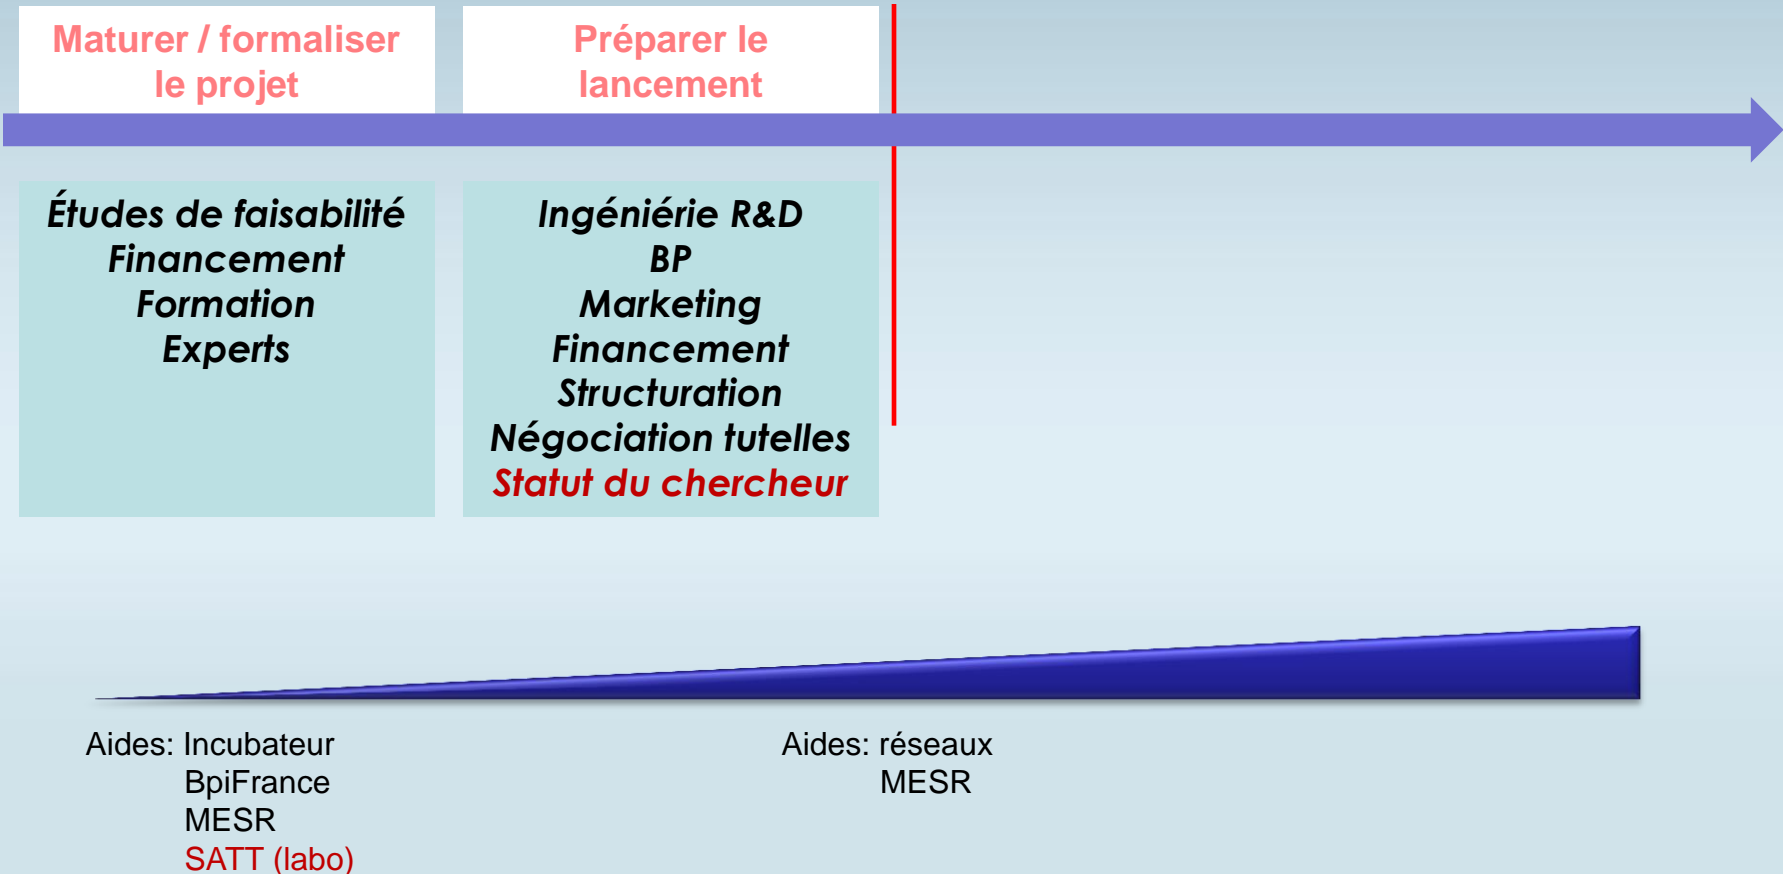 Maturer / formaliser
le projet
Préparer le
lancement
Études de faisabilité
Financement
Formation
Experts
Ingéniérie R&D
BP
Marketing
Financement
Structuration
Négociation tutelles
Statut du chercheur
Aides: Incubateur
BpiFrance
MESR
SATT (labo)
Aides: réseaux
MESR